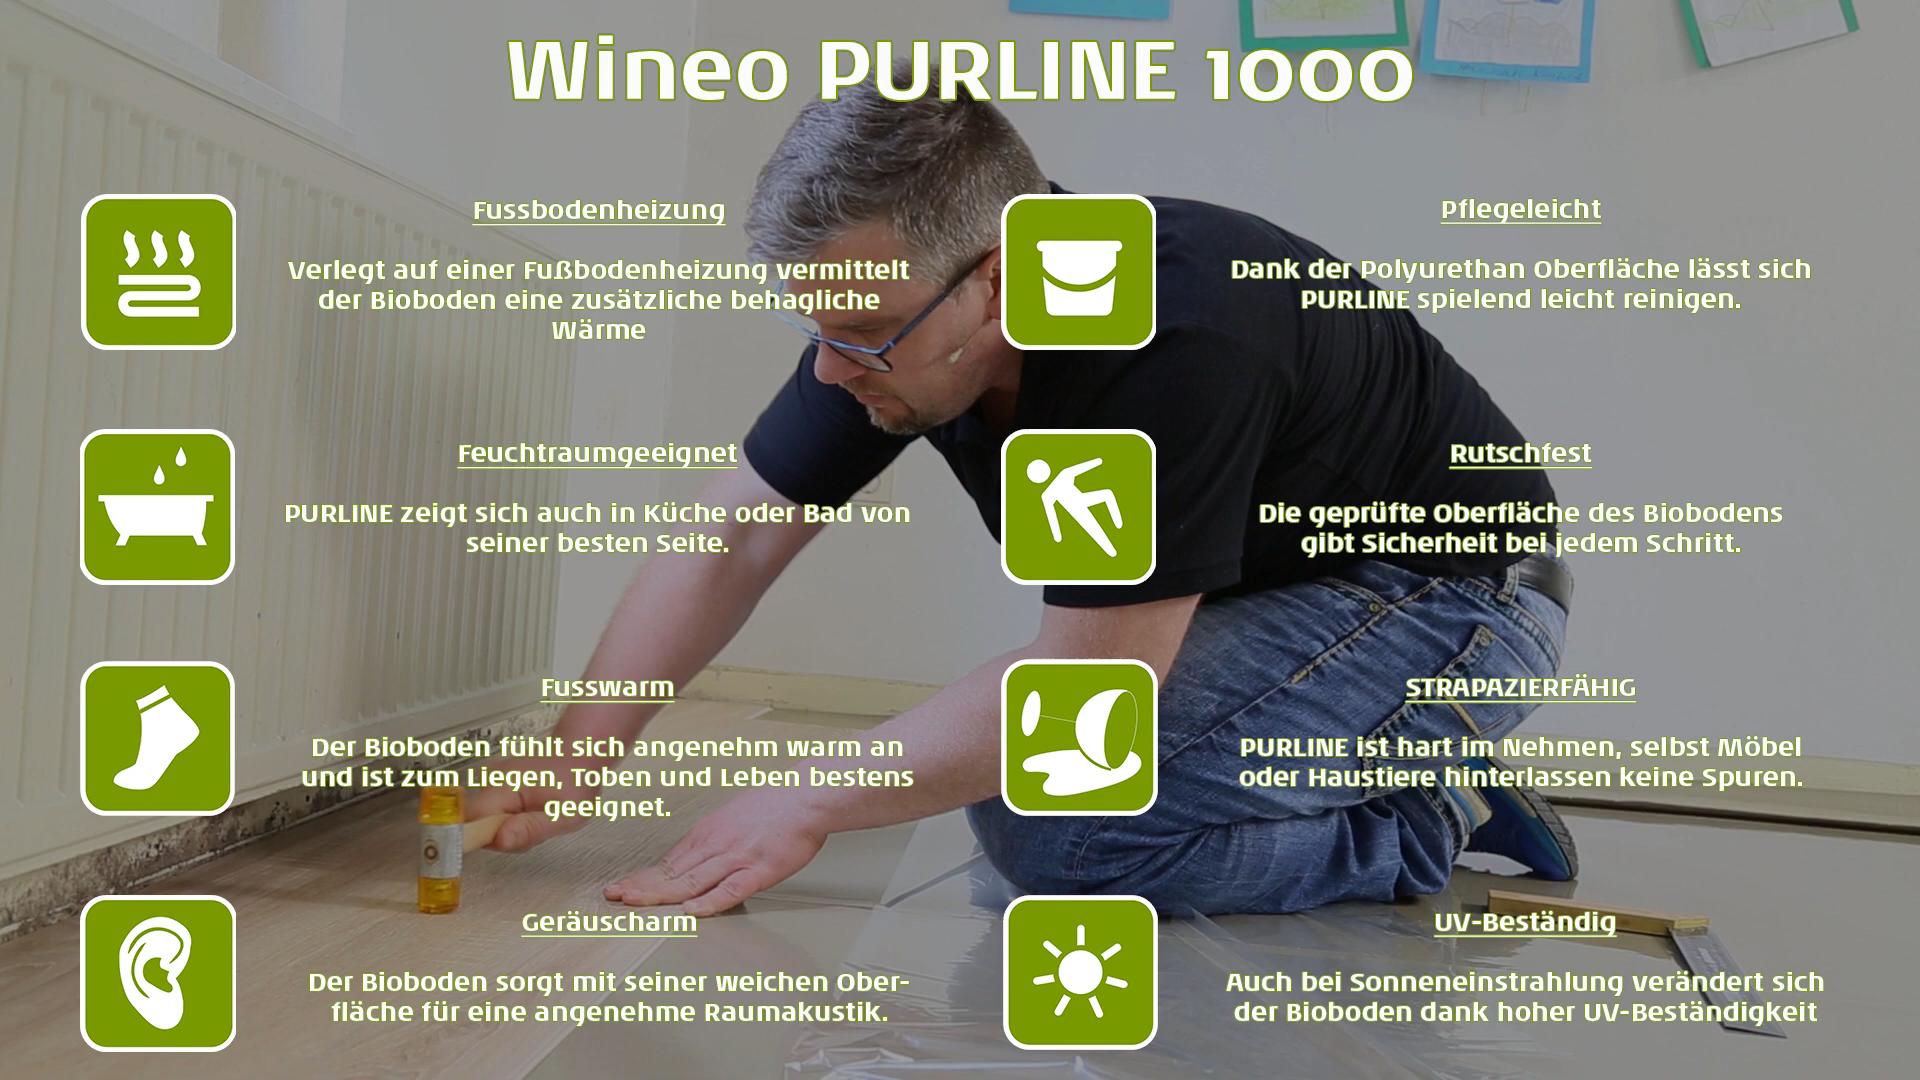 Wineo PURLINE 1000
Fussbodenheizung
Verlegt auf einer Fußbodenheizung vermittelt
der Bioboden eine zusätzliche behagliche
Wärme
Feuchtraumgeeignet
PURLINE zeigt sich auch in Küche oder Bad von
seiner besten Seite.
Fusswarm
Der Bioboden fühlt sich angenehm warm an
und ist zum Liegen, Toben und Leben bestens
geeignet.
Geräuscharm
Der Bioboden sorgt mit seiner weichen Ober-
fläche für eine angenehme Raumakustik.
Pflegeleicht
Dank der Polyurethan Oberfläche lässt sich
PURLINE spielend leicht reinigen.
Rutschfest
Die geprüfte Oberfläche des Biobodens
gibt Sicherheit bei jedem Schritt.
STRAPAZIERFÄHIG
PURLINE ist hart im Nehmen, selbst Möbel
oder Haustiere hinterlassen keine Spuren.
UV-Beständig
Auch bei Sonneneinstrahlung verändert sich
der Bioboden dank hoher UV-Beständigkeit